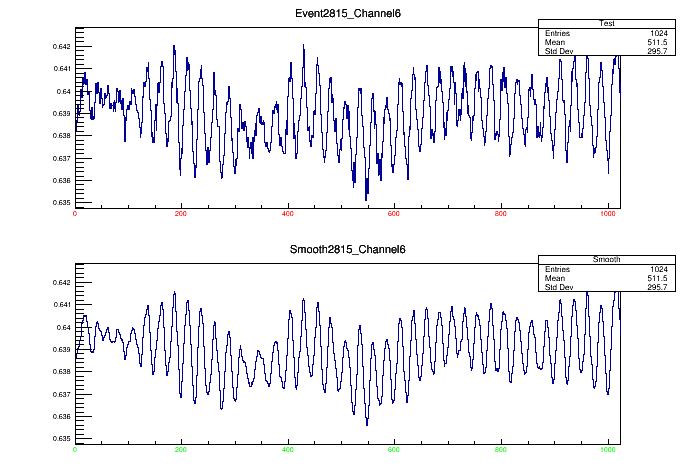 Event2815_Channel6
Test
Entries 1024
Mean 511.5
Std Dev 295.7
0.642
0.641
0.64
0.639
0.638
0.637
0.636
0.635
0 200 400 600 800 1000
Smooth2815_Channel6
Smooth
Entries 1024
Mean 511.5
Std Dev 295.7
0.642
0.641
0.64
0.639
0.638
0.637
0.636
0.635
0 200 400 600 800 1000